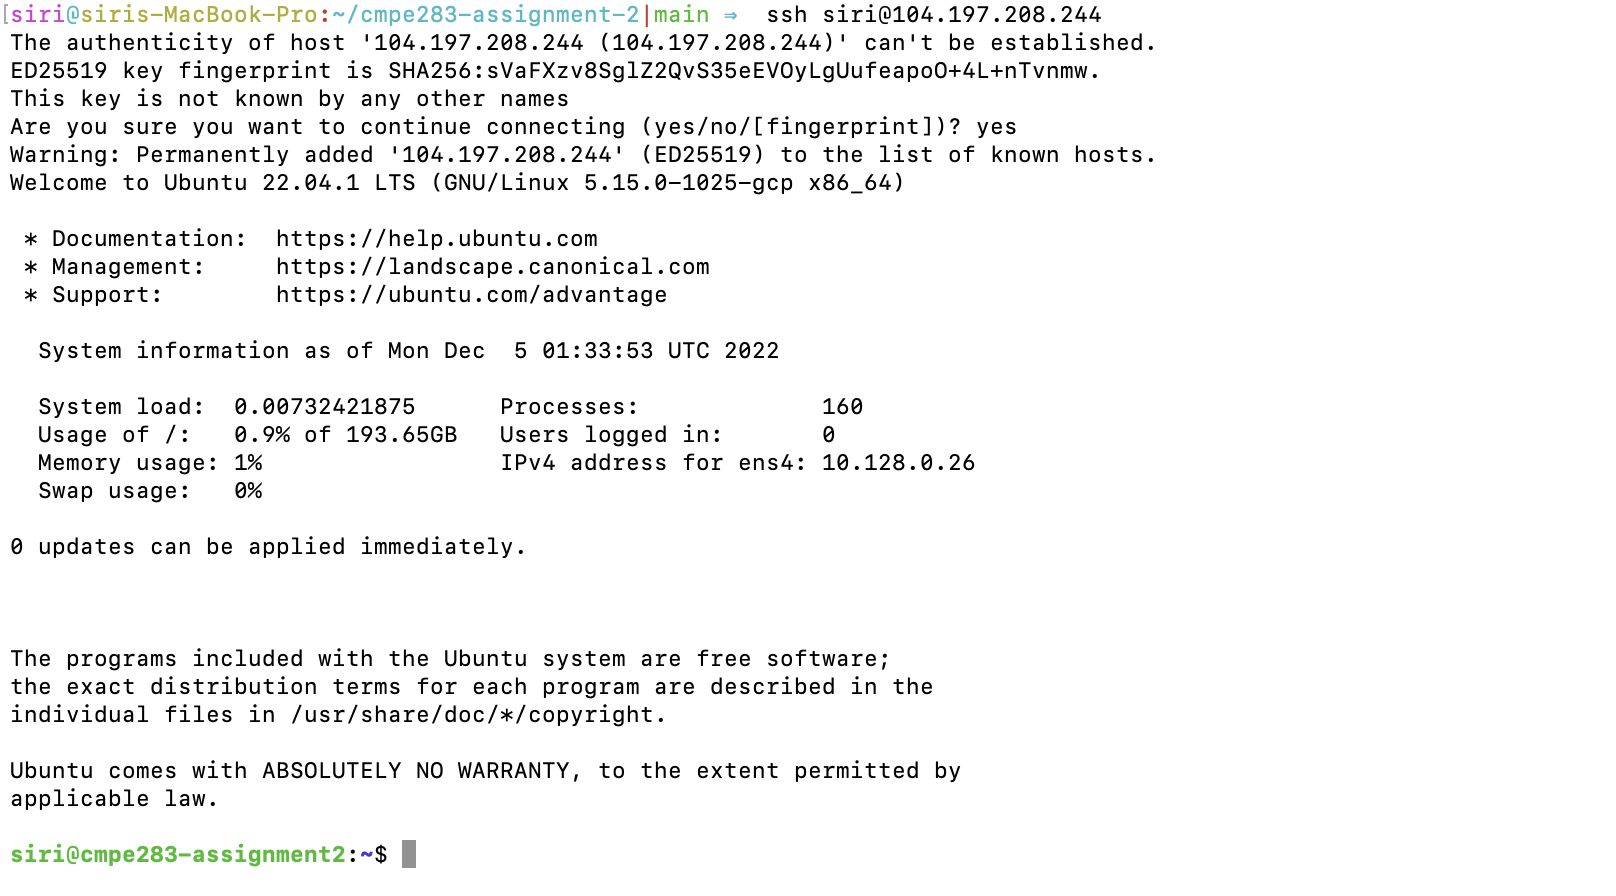 [siri@siris-MacBook-Pro:~/cmpe283-assignment-2|main ⇒  ssh siri@104.197.208.244
The authenticity of host '104.197.208.244 (104.197.208.244)' can't be established.
ED25519 key fingerprint is SHA256:sVaFXzv8SglZ2QvS35eEVOyLgUufeapoO+4L+nTvnmw.
This key is not known by any other names
Are you sure you want to continue connecting (yes/no/[fingerprint])? yes
Warning: Permanently added '104.197.208.244' (ED25519) to the list of known hosts.
Welcome to Ubuntu 22.04.1 LTS (GNU/Linux 5.15.0-1025-gcp x86_64)

 * Documentation:  https://help.ubuntu.com
 * Management:     https://landscape.canonical.com
 * Support:        https://ubuntu.com/advantage

  System information as of Mon Dec  5 01:33:53 UTC 2022

  System load:  0.00732421875      Processes:             160
  Usage of /:   0.9% of 193.65GB   Users logged in:       0
  Memory usage: 1%                 IPv4 address for ens4: 10.128.0.26
  Swap usage:   0%

0 updates can be applied immediately.

The programs included with the Ubuntu system are free software;
the exact distribution terms for each program are described in the
individual files in /usr/share/doc/*/copyright.

Ubuntu comes with ABSOLUTELY NO WARRANTY, to the extent permitted by
applicable law.

siri@cmpe283-assignment2:~$